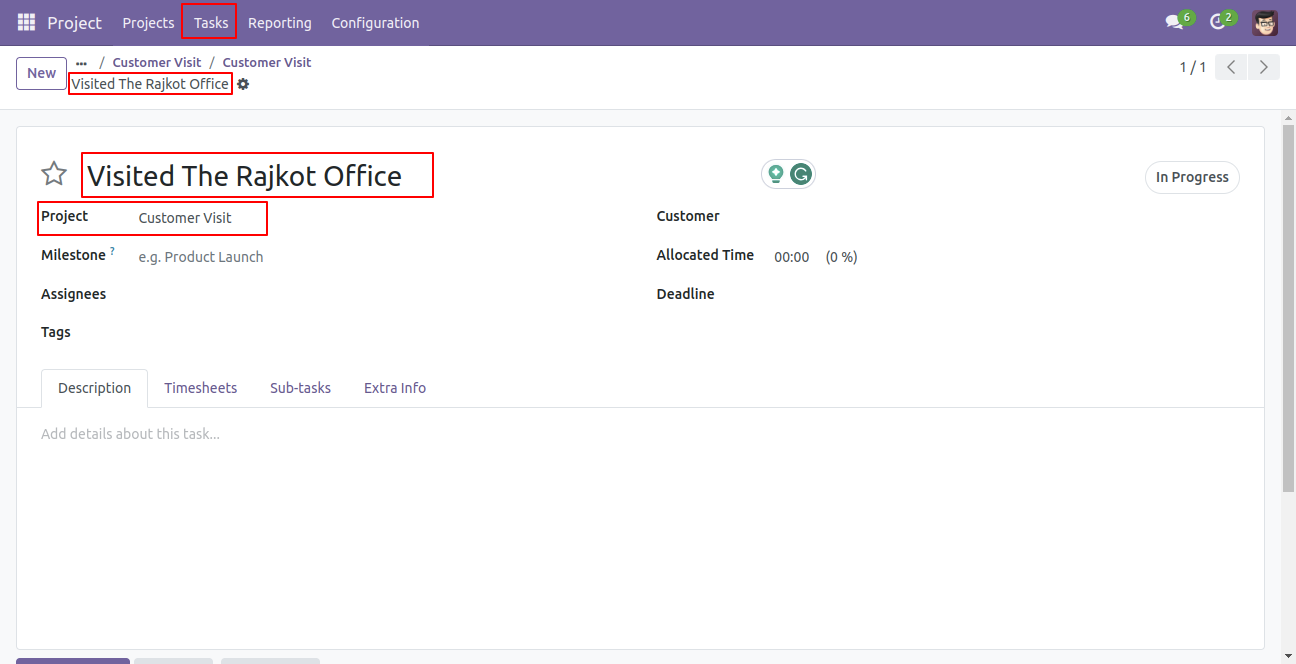 Project Projects Tasks Reporting Configuration 6 2
New ... / Customer Visit / Customer Visit 1 / 1
Visited The Rajkot Office
Visited The Rajkot Office In Progress
Project Customer Visit Customer
Milestone ? e.g. Product Launch Allocated Time 00:00 (0 %)
Assignees Deadline
Tags
Description Timesheets Sub-tasks Extra Info
Add details about this task...